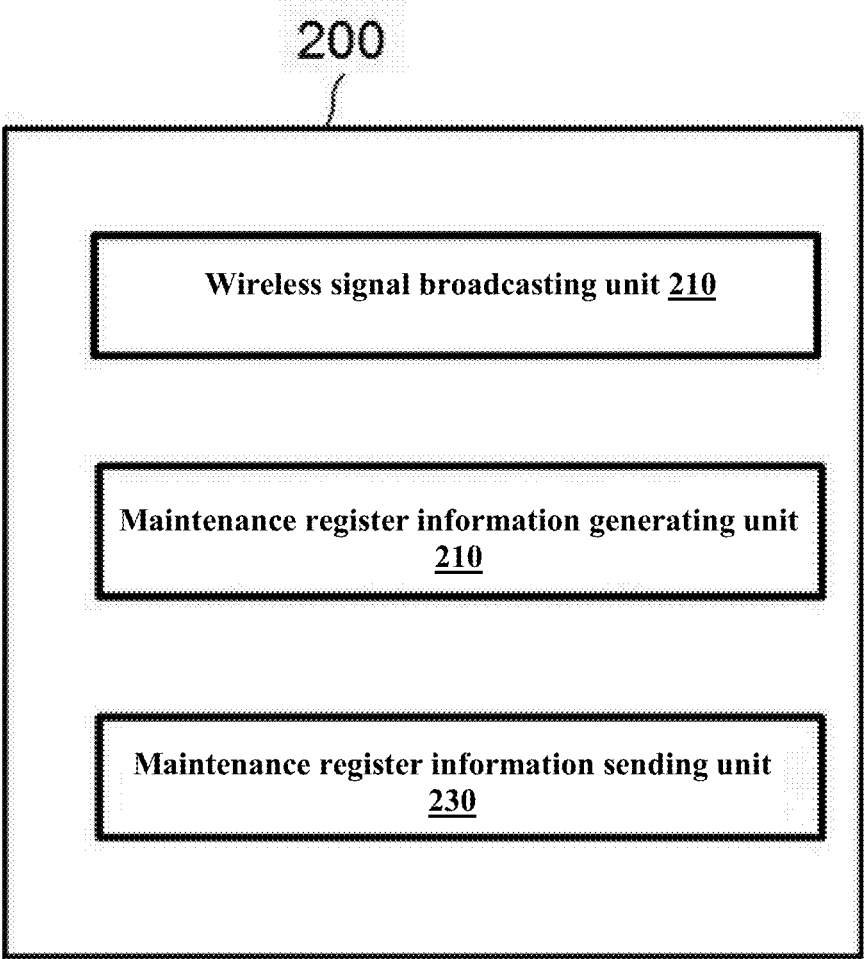 200
Wireless signal broadcasting unit 210
Maintenance register information generating unit
210
Maintenance register information sending unit
230